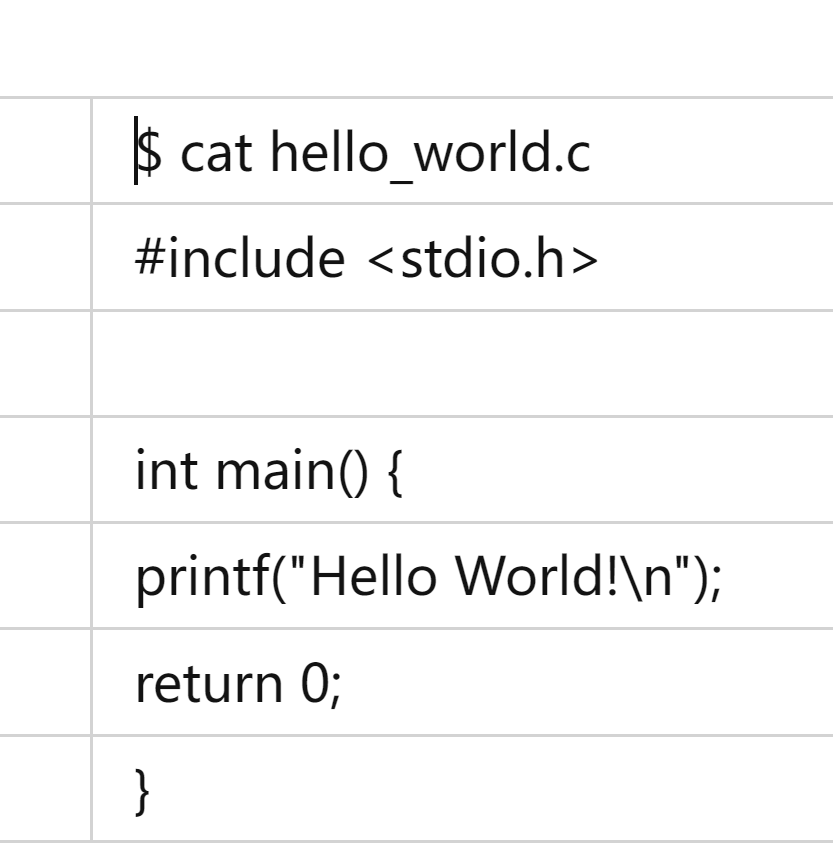 $ cat hello_world.c
#include <stdio.h>
int main() {
printf("Hello World!\n");
return 0;
}